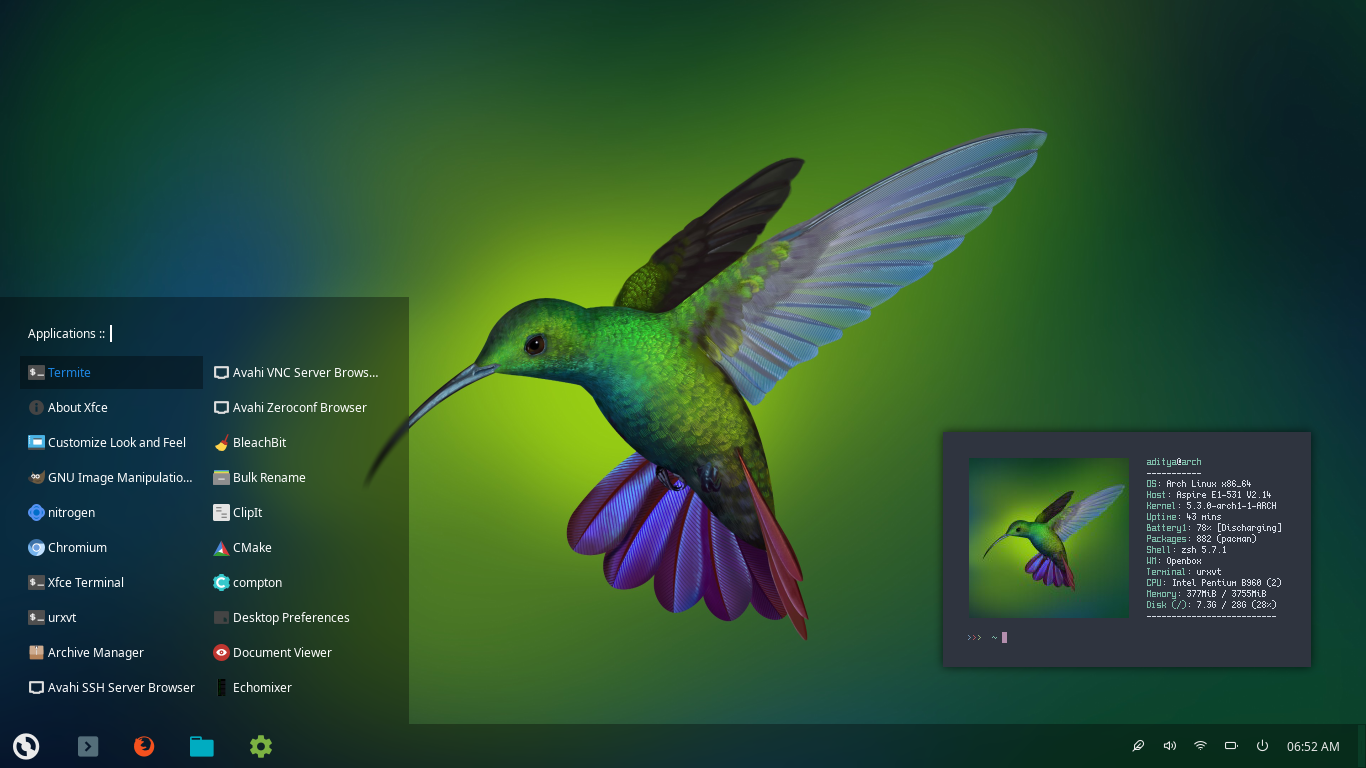 Applications ::
Termite
About Xfce
Customize Look and Feel
GNU Image Manipulatio...
nitrogen
Chromium
Xfce Terminal
urxvt
Archive Manager
Avahi SSH Server Browser
Avahi VNC Server Brows...
Avahi Zeroconf Browser
BleachBit
Bulk Rename
ClipIt
CMake
compton
Desktop Preferences
Document Viewer
Echomixer
aditya@arch
-----------
OS: Arch Linux x86_64
Host: Aspire E1-531 V2.14
Kernel: 5.3.0-arch1-1-ARCH
Uptime: 43 mins
Battery1: 78% [Discharging]
Packages: 882 (pacman)
Shell: zsh 5.7.1
WM: Openbox
Terminal: urxvt
CPU: Intel Pentium B960 (2)
Memory: 377MiB / 3755MiB
Disk (/): 7.3G / 28G (28%)
--------------------------
››› ~
06:52 AM